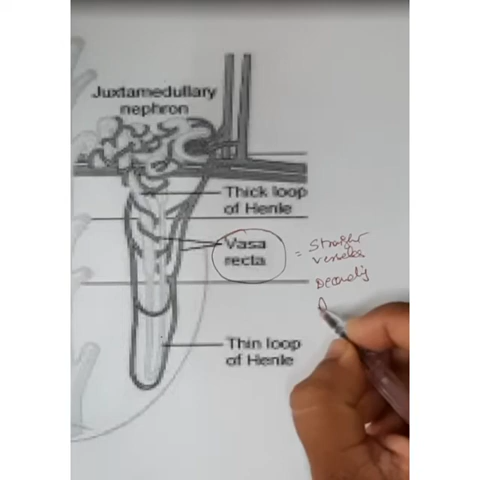 Juxtamedullary
nephron
Thick loop
of Henle
Vasa
recta
= Straight
vessels
Thin loop
of Henle